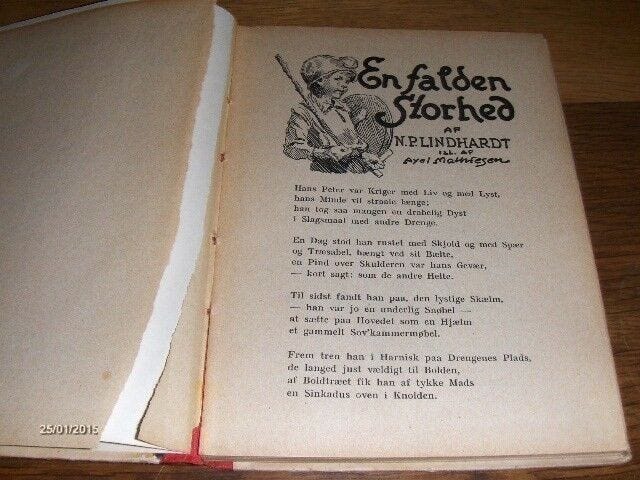 En falden
Storhed
AF
N.P.LINDHARDT
ILL. AF
Axel Mathiesen
Hans Peter var Kriger med Liv og med Lyst,
hans Minde vil straale længe;
han tog saa mangen en drabelig Dyst
i Slagsmaal med andre Drenge.
En Dag stod han rustet med Skjold og med Spær
og Træsabel, hængt ved sit Bælte,
en Pind over Skulderen var hans Gevær,
— kort sagt: som de andre Helte.
Til sidst fandt han paa, den lystige Skælm,
— han var jo en underlig Snøbel —
at sætte paa Hovedet som en Hjælm
et gammelt Sov'kammermøbel.
Frem tren han i Harnisk paa Drengenes Plads,
de langed just vældigt til Bolden,
af Boldtræet fik han af tykke Mads
en Sinkadus oven i Knolden.
25/01/2015